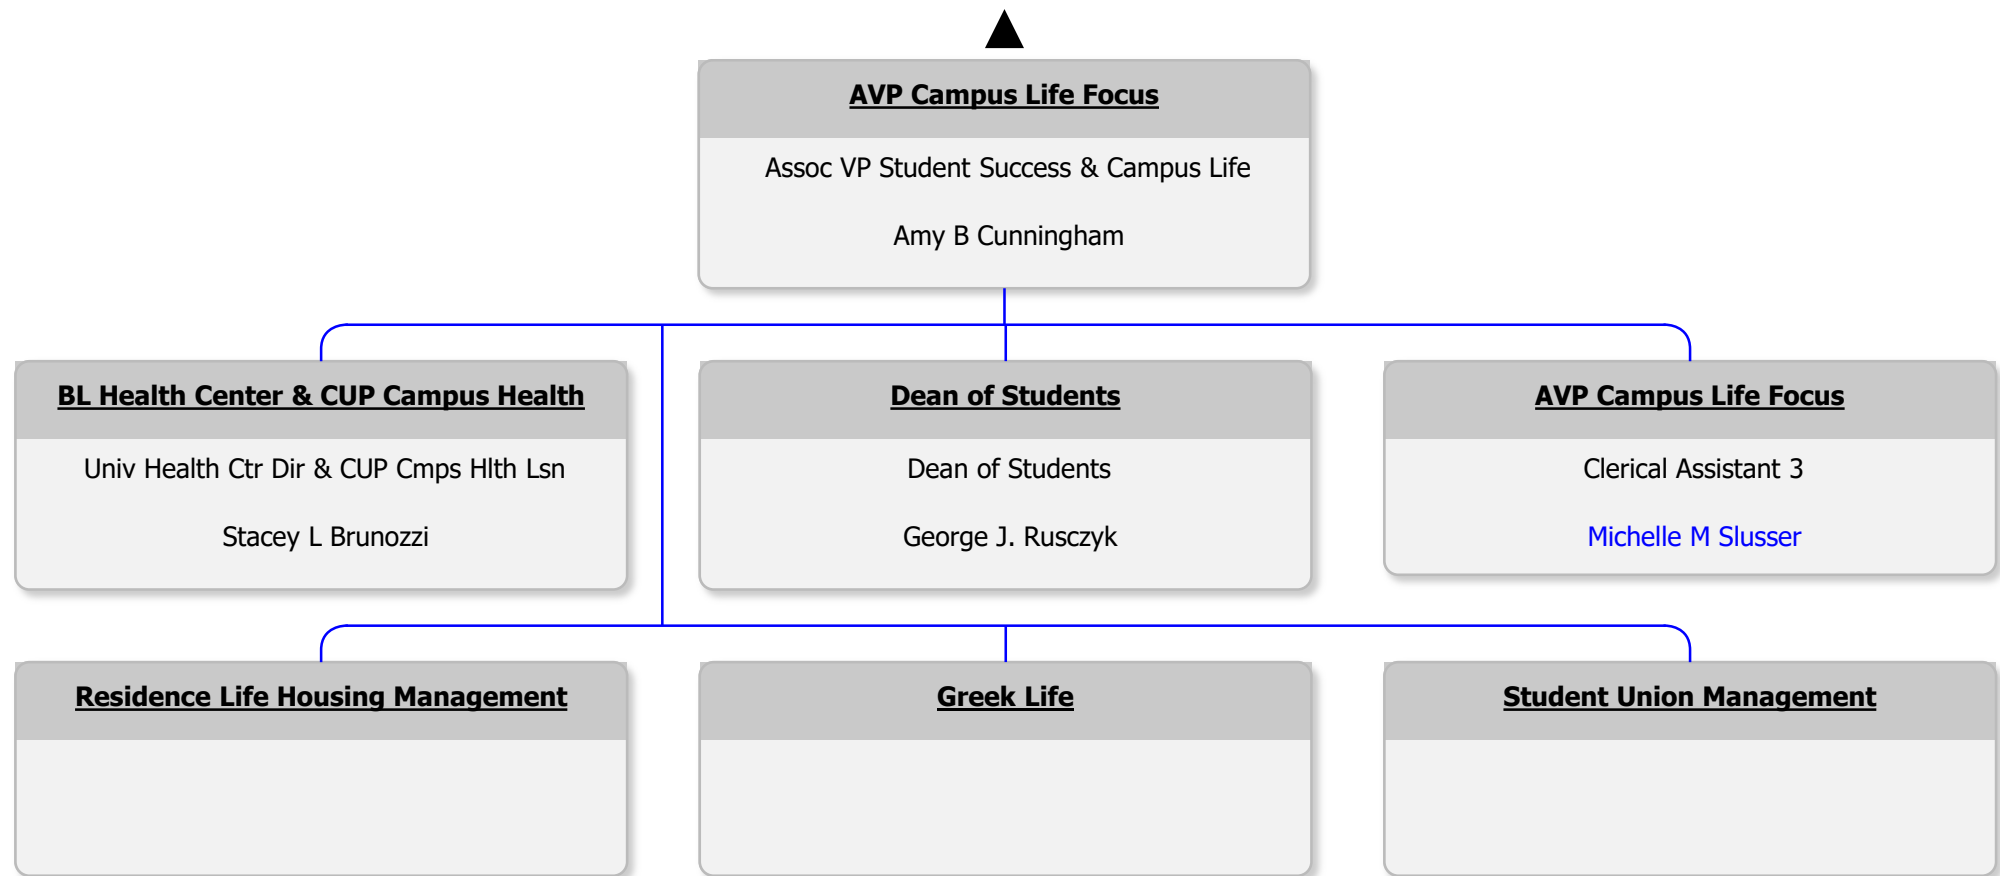 AVP Campus Life Focus
Assoc VP Student Success & Campus Life
Amy B Cunningham
BL Health Center & CUP Campus Health
Univ Health Ctr Dir & CUP Cmps Hlth Lsn
Stacey L Brunozzi
Dean of Students
Dean of Students
George J. Rusczyk
AVP Campus Life Focus
Clerical Assistant 3
Michelle M Slusser
Residence Life Housing Management
Greek Life
Student Union Management